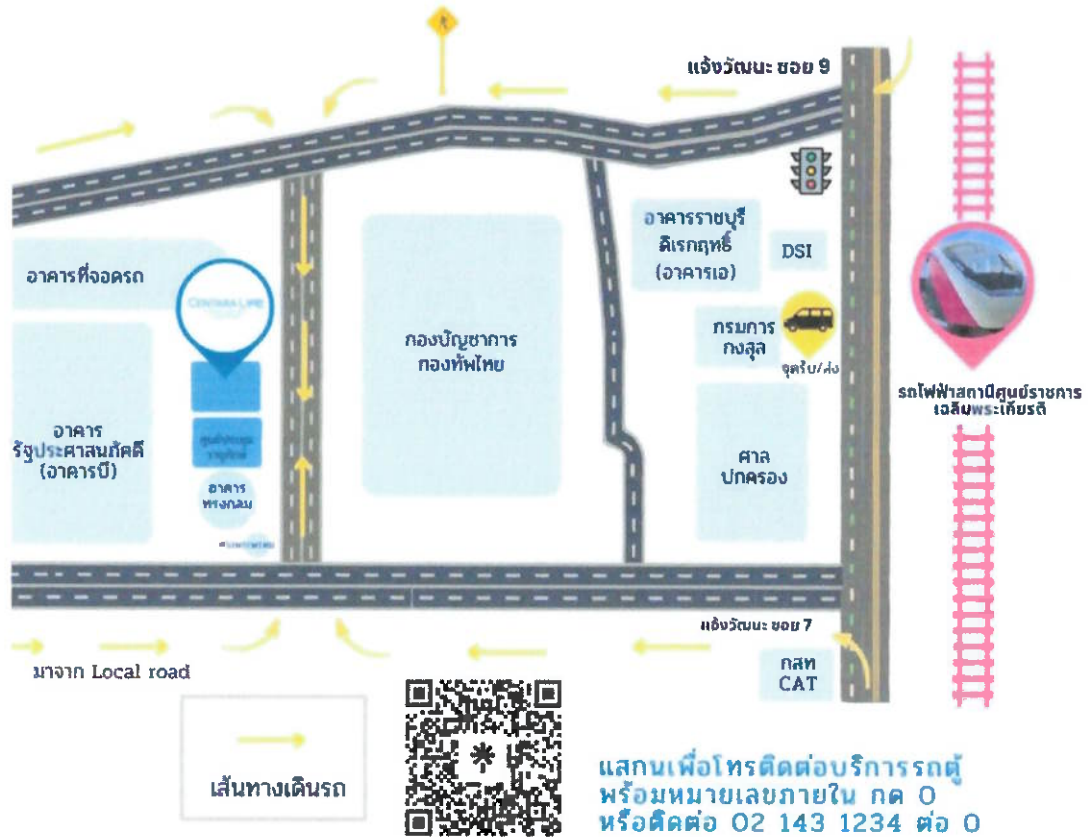 แจ้งวัฒนะ ซอย 9
อาคารราชบุรี
ดิเรกฤทธิ์
(อาคารเอ)
DSI
อาคารที่จอดรถ
CENTARA LIFE
กองบัญชาการ
กองทัพไทย
กรมการ
กงสุล
จุดรับ/ส่ง
รถไฟฟ้าสถานีศูนย์ราชการ
เฉลิมพระเกียรติ
อาคาร
รัฐประศาสนภักดี
(อาคารบี)
ศาล
ปกครอง
อาคาร
ทรงกลม
แจ้งวัฒนะ ซอย 7
มาจาก Local road
กสท
CAT
เส้นทางเดินรถ
แสกนเพื่อโทรติดต่อบริการรถตู้
พร้อมหมายเลขภายใน กด 0
หรือติดต่อ 02 143 1234 ต่อ 0